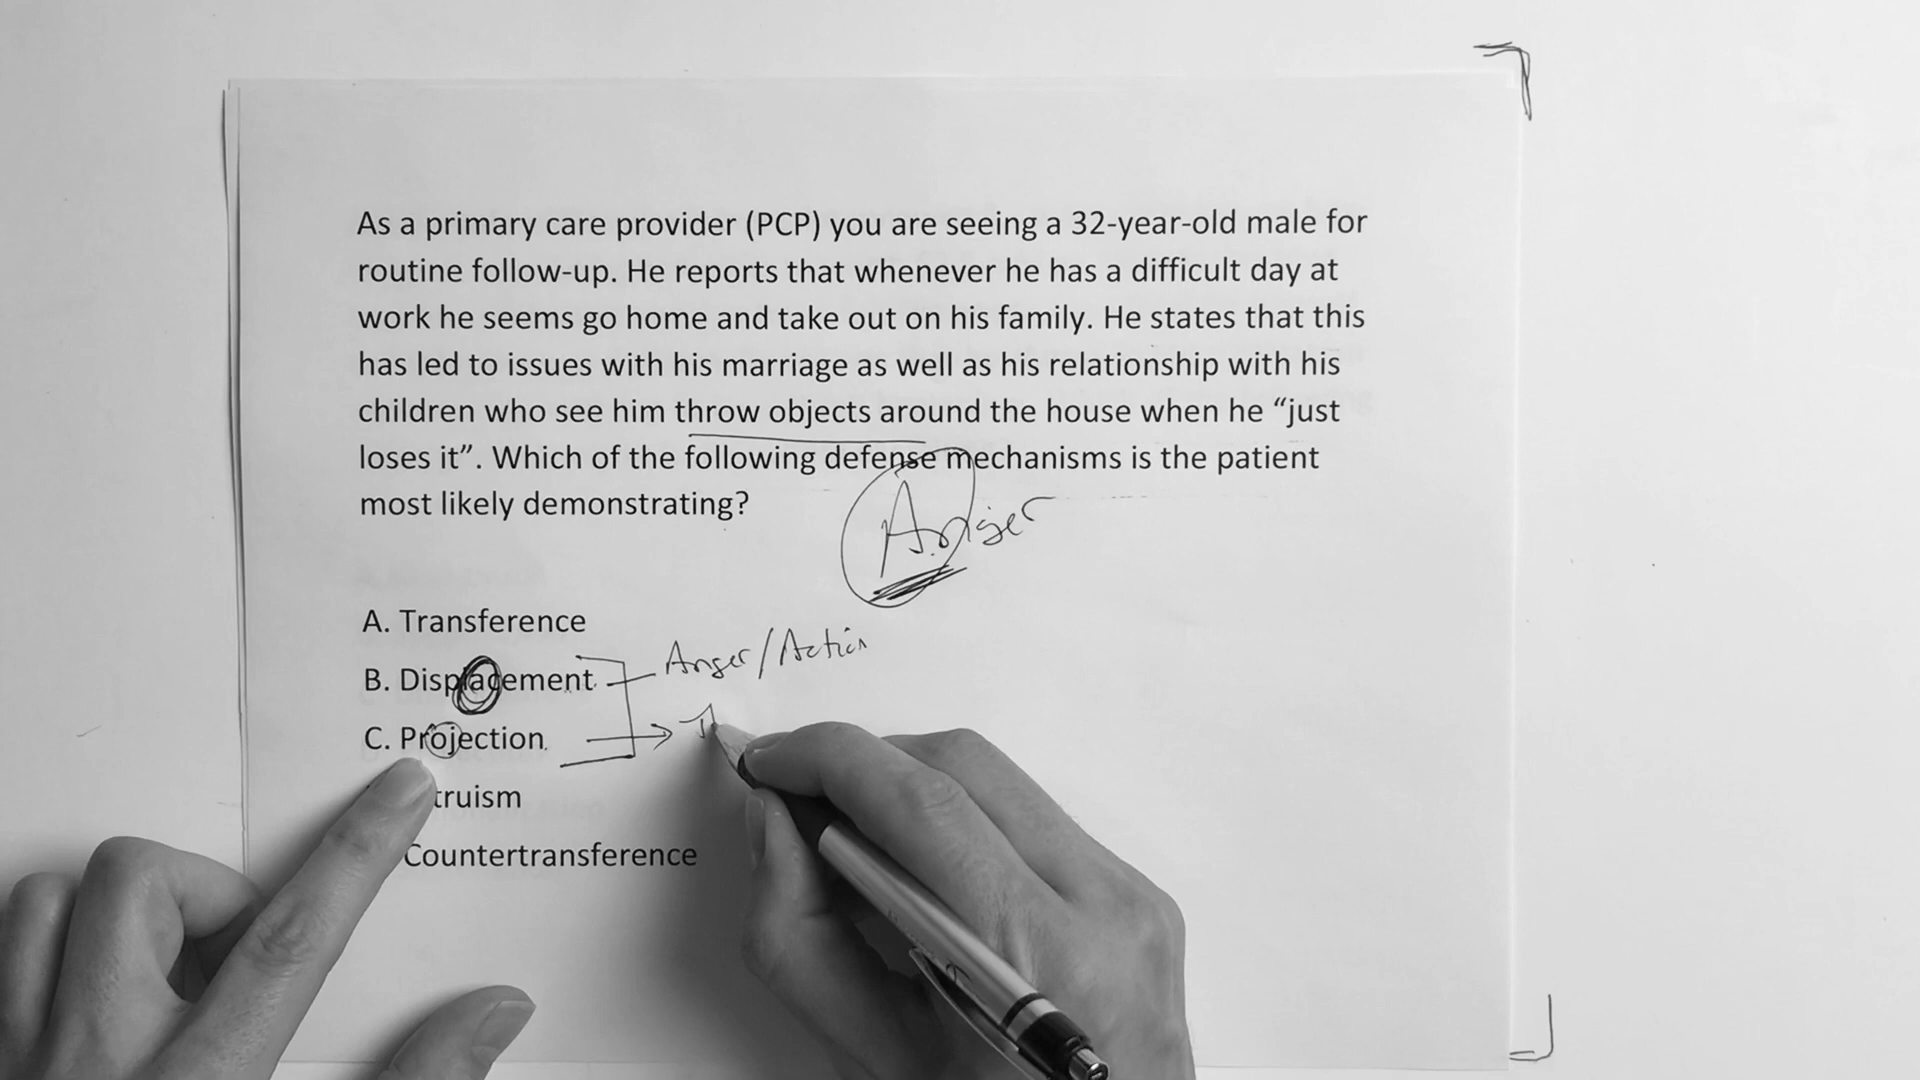 As a primary care provider (PCP) you are seeing a 32-year-old male for
routine follow-up. He reports that whenever he has a difficult day at
work he seems go home and take out on his family. He states that this
has led to issues with his marriage as well as his relationship with his
children who see him throw objects around the house when he “just
loses it”. Which of the following defense mechanisms is the patient
most likely demonstrating?
Anger
A. Transference
B. Displacement
Anger/Action
C. Projection
truism
Countertransference